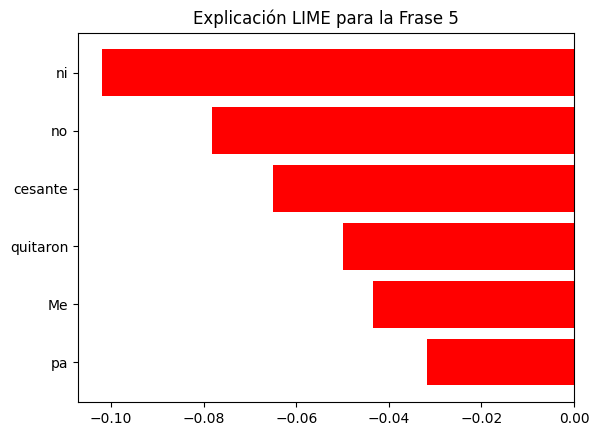 Explicación LIME para la Frase 5
ni
no
cesante
quitaron
Me
pa
−0.10 −0.08 −0.06 −0.04 −0.02 0.00